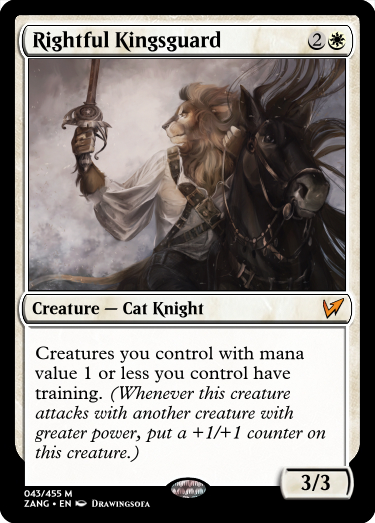 Rightful Kingsguard 2
Creature — Cat Knight
Creatures you control with mana
value 1 or less you control have
training. (Whenever this creature
attacks with another creature with
greater power, put a +1/+1 counter on
this creature.)
3/3
043/455 M
ZANG • EN Drawingsofa